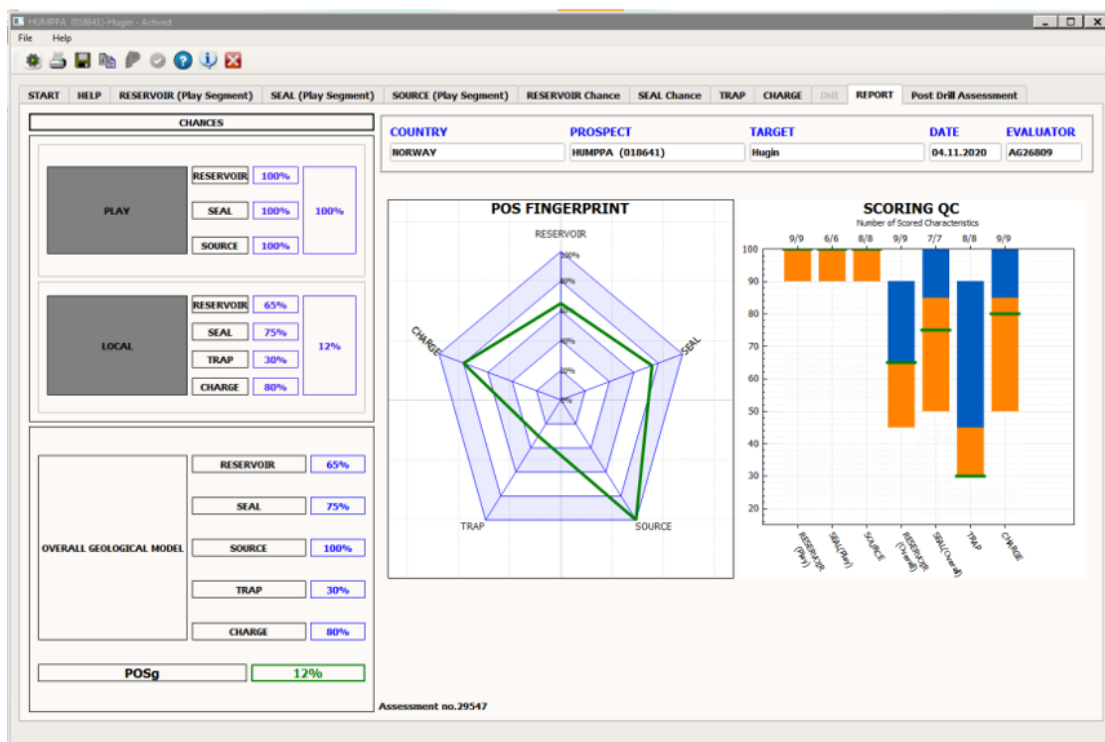 HUMPPA (018641)-Hugin - Actived
File Help
START HELP RESERVOIR (Play Segment) SEAL (Play Segment) SOURCE (Play Segment) RESERVOIR Chance SEAL Chance TRAP CHARGE DHI REPORT Post Drill Assessment
CHANCES
PLAY
RESERVOIR 100%
SEAL 100%
SOURCE 100%
100%
LOCAL
RESERVOIR 65%
SEAL 75%
TRAP 30%
CHARGE 80%
12%
OVERALL GEOLOGICAL MODEL
RESERVOIR 65%
SEAL 75%
SOURCE 100%
TRAP 30%
CHARGE 80%
POSg 12%
COUNTRY PROSPECT TARGET DATE EVALUATOR
NORWAY HUMPPA (018641) Hugin 04.11.2020 AG26809
POS FINGERPRINT
RESERVOIR
100%
80%
60
40%
20%
0%
CHARGE
SEAL
TRAP
SOURCE
SCORING QC
Number of Scored Characteristics
9/9 6/6 8/8 9/9 7/7 8/8 9/9
100
90
80
70
60
50
40
30
20
RESERVOIR (Play)
SEAL(Play)
SOURCE
RESERVOIR (Overall)
SEAL(Overall)
TRAP
CHARGE
Assessment no.29547